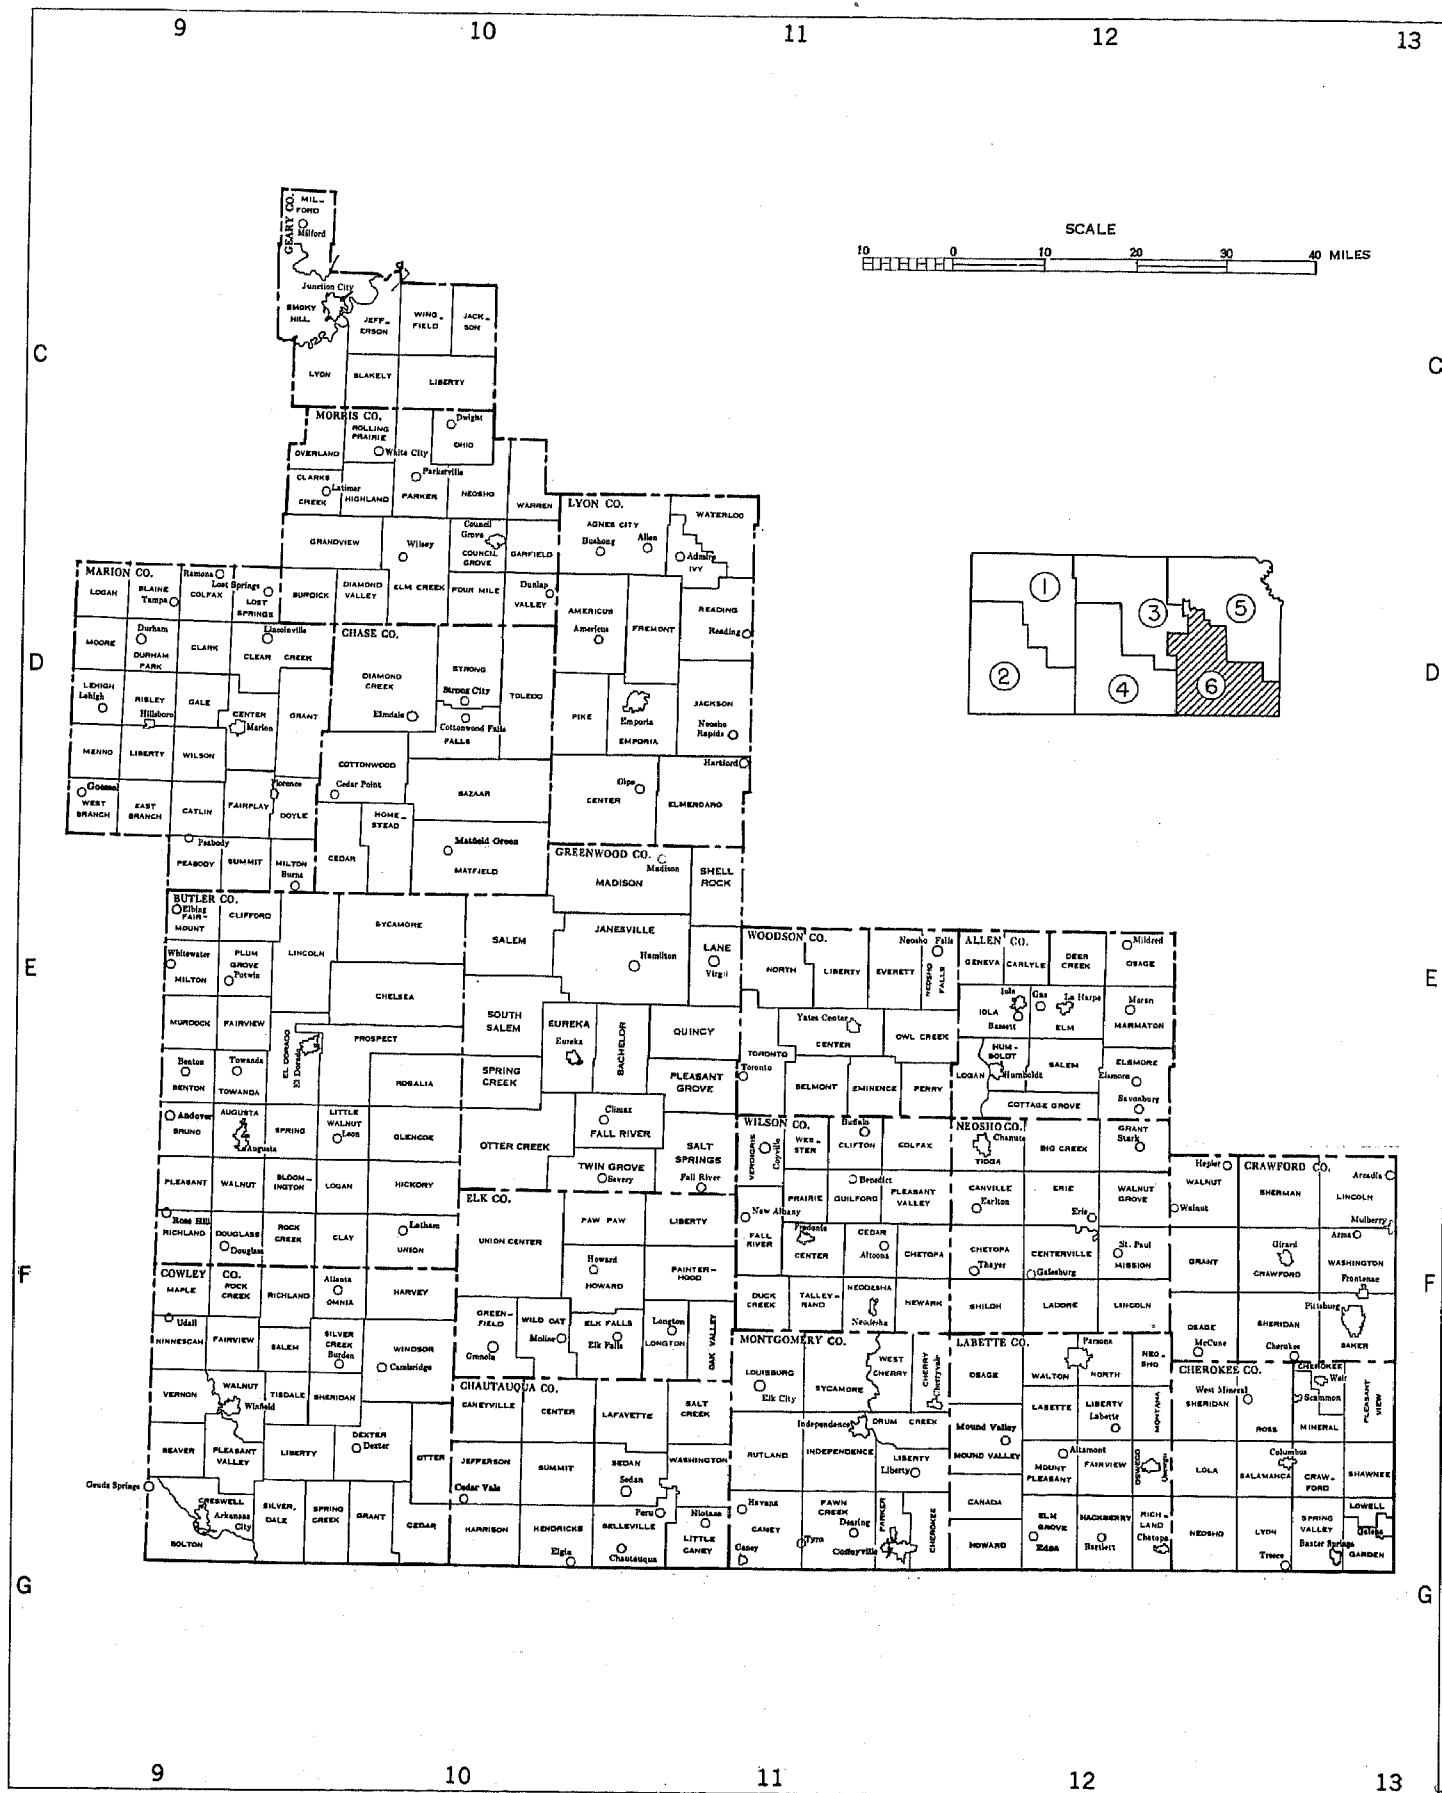 9 10 11 12 13
SCALE
10 0 10 20 30 40 MILES
C C
D D
E E
F F
G G
1
2
3
4
5
6
GEARY CO.
MIL-
FORD
Milford
Junction City
SMOKY
HILL
JEFF-
ERSON
WING-
FIELD
JACK-
SON
LYON
BLAKELY
LIBERTY
MORRIS CO.
ROLLING
PRAIRIE
Dwight
OHIO
OVERLAND
White City
CLARKS
CREEK
Latimer
HIGHLAND
Parkerville
PARKER
NEOSHO
WARREN
GRANDVIEW
Wilsey
Council
Grove
COUNCIL
GROVE
GARFIELD
BURDICK
DIAMOND
VALLEY
ELM CREEK
FOUR MILE
Dunlap
VALLEY
LYON CO.
AGNES CITY
Bushong
Allen
WATERLOO
Admire
IVY
AMERICUS
Americus
FREMONT
READING
Reading
PIKE
Emporia
EMPORIA
JACKSON
Neosho
Rapids
Hartford
Olpe
CENTER
ELMENDARO
MARION CO.
LOGAN
BLAINE
Tampa
Ramona
COLFAX
Lost Springs
LOST
SPRINGS
MOORE
Durham
DURHAM
PARK
CLARK
Lincolnville
CLEAR CREEK
LEHIGH
Lehigh
RISLEY
Hillsboro
GALE
CENTER
Marion
GRANT
MENNO
LIBERTY
WILSON
Goessel
WEST
BRANCH
EAST
BRANCH
CATLIN
FAIRPLAY
Florence
DOYLE
Peabody
PEABODY
SUMMIT
MILTON
Burns
CHASE CO.
DIAMOND
CREEK
Elmdale
STRONG
Strong City
Cottonwood Falls
FALLS
TOLEDO
COTTONWOOD
Cedar Point
BAZAAR
HOME-
STEAD
CEDAR
Matfield Green
MATFIELD
GREENWOOD CO.
Madison
MADISON
SHELL
ROCK
SALEM
JANESVILLE
Hamilton
LANE
Virgil
SOUTH
SALEM
EUREKA
Eureka
BACHELOR
QUINCY
SPRING
CREEK
PLEASANT
GROVE
OTTER CREEK
Climax
FALL RIVER
TWIN GROVE
Severy
SALT
SPRINGS
Fall River
BUTLER CO.
Elbing
FAIR-
MOUNT
CLIFFORD
LINCOLN
SYCAMORE
Whitewater
MILTON
PLUM
GROVE
Potwin
CHELSEA
MURDOCK
FAIRVIEW
EL DORADO
El Dorado
PROSPECT
Benton
BENTON
Towanda
TOWANDA
ROSALIA
Andover
BRUNO
AUGUSTA
Augusta
SPRING
LITTLE
WALNUT
Leon
GLENCOE
PLEASANT
WALNUT
BLOOM-
INGTON
LOGAN
HICKORY
Rose Hill
RICHLAND
DOUGLASS
Douglass
ROCK
CREEK
CLAY
Latham
UNION
WOODSON CO.
NORTH
LIBERTY
EVERETT
Neosho Falls
NEOSHO
FALLS
Yates Center
CENTER
OWL CREEK
TORONTO
Toronto
BELMONT
EMINENCE
PERRY
ALLEN CO.
GENEVA
CARLYLE
DEER
CREEK
Mildred
OSAGE
Iola
IOLA
Bassett
Gas
La Harpe
ELM
Moran
MARMATON
HUM-
BOLDT
Humboldt
LOGAN
SALEM
ELSMORE
Elsmore
COTTAGE GROVE
Savonburg
WILSON CO.
VERDIGRIS
Coyville
WEB-
STER
Buffalo
CLIFTON
COLFAX
PRAIRIE
Benedict
GUILFORD
PLEASANT
VALLEY
New Albany
FALL
RIVER
Fredonia
CENTER
CEDAR
Altoona
CHETOPA
DUCK
CREEK
TALLEY-
RAND
NEODESHA
Neodesha
NEWARK
NEOSHO CO.
Chanute
TIOGA
BIG CREEK
GRANT
Stark
CANVILLE
Earlton
ERIE
Erie
WALNUT
GROVE
CHETOPA
Thayer
CENTERVILLE
Galesburg
St. Paul
MISSION
SHILOH
LADORE
LINCOLN
CRAWFORD CO.
Hepler
WALNUT
Walnut
SHERMAN
Arcadia
LINCOLN
Mulberry
GRANT
Girard
CRAWFORD
Arma
WASHINGTON
Frontenac
OSAGE
McCune
SHERIDAN
Cherokee
Pittsburg
BAKER
ELK CO.
UNION CENTER
PAW PAW
LIBERTY
Howard
HOWARD
PAINTER-
HOOD
GREEN-
FIELD
Grenola
WILD CAT
Moline
ELK FALLS
Elk Falls
Longton
LONGTON
OAK VALLEY
COWLEY CO.
MAPLE
ROCK
CREEK
RICHLAND
Atlanta
OMNIA
HARVEY
Udall
NINNESCAH
FAIRVIEW
SALEM
SILVER
CREEK
Burden
WINDSOR
Cambridge
VERNON
WALNUT
Winfield
TISDALE
SHERIDAN
BEAVER
PLEASANT
VALLEY
LIBERTY
DEXTER
Dexter
OTTER
Geuda Springs
CRESWELL
Arkansas
City
BOLTON
SILVER-
DALE
SPRING
CREEK
GRANT
CEDAR
CHAUTAUQUA CO.
CANEYVILLE
CENTER
LAFAYETTE
SALT
CREEK
JEFFERSON
Cedar Vale
SUMMIT
SEDAN
Sedan
WASHINGTON
HARRISON
HENDRICKS
Elgin
Peru
BELLEVILLE
Chautauqua
Niotaze
LITTLE
CANEY
MONTGOMERY CO.
LOUISBURG
Elk City
SYCAMORE
WEST
CHERRY
CHERRY
Cherryvale
Independence
DRUM CREEK
RUTLAND
INDEPENDENCE
LIBERTY
Liberty
Havana
CANEY
Caney
FAWN
CREEK
Dearing
Tyro
PARKER
Coffeyville
CHEROKEE
LABETTE CO.
OSAGE
WALTON
Parsons
NORTH
NEO-
SHO
LABETTE
LIBERTY
Labette
MONTANA
Mound Valley
MOUND VALLEY
Altamont
MOUNT
PLEASANT
FAIRVIEW
OSWEGO
Oswego
CANADA
ELM
GROVE
Edna
HACKBERRY
Bartlett
RICH-
LAND
Chetopa
HOWARD
CHEROKEE CO.
West Mineral
SHERIDAN
CHEROKEE
Weir
Scammon
ROSS
MINERAL
PLEASANT
VIEW
LOLA
Columbus
SALAMANCA
CRAW-
FORD
SHAWNEE
NEOSHO
LYON
Treece
SPRING
VALLEY
Baxter Springs
LOWELL
Galena
GARDEN
9 10 11 12 13